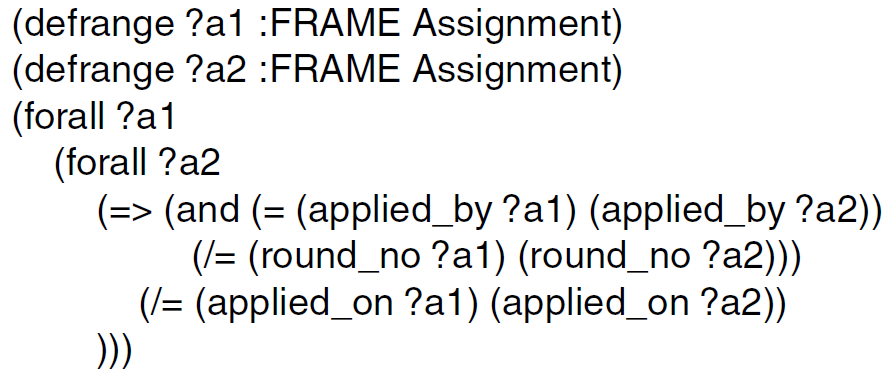 (defrange ?a1 :FRAME Assignment)
(defrange ?a2 :FRAME Assignment)
(forall ?a1
(forall ?a2
(=> (and (= (applied_by ?a1) (applied_by ?a2))
(/= (round_no ?a1) (round_no ?a2)))
(/= (applied_on ?a1) (applied_on ?a2))
)))